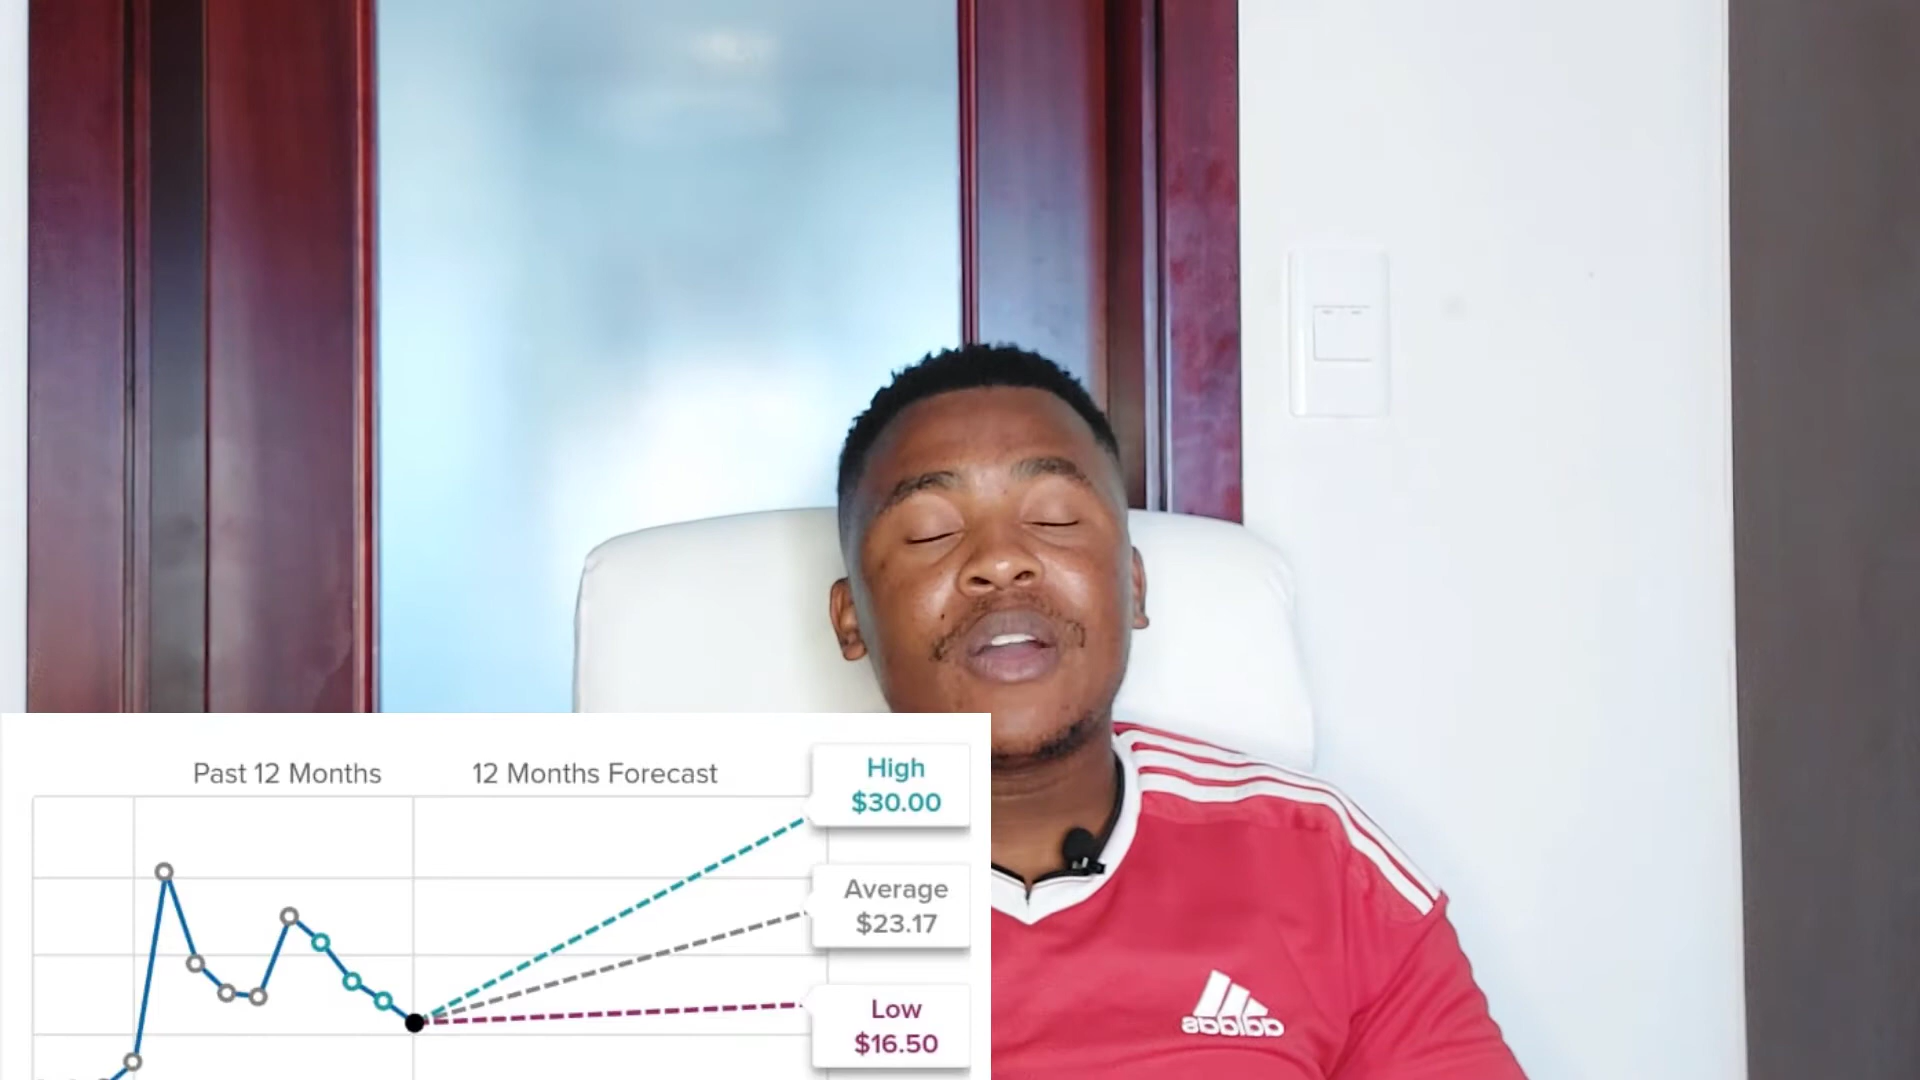 Past 12 Months
12 Months Forecast
High
$30.00
Average
$23.17
Low
$16.50
adidas